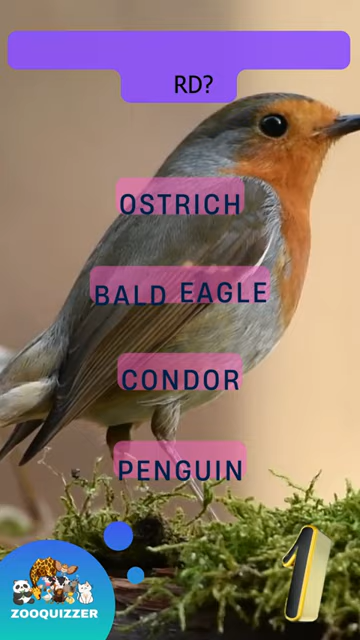 RD?
OSTRICH
BALD EAGLE
CONDOR
PENGUIN
1
ZOOQUIZZER